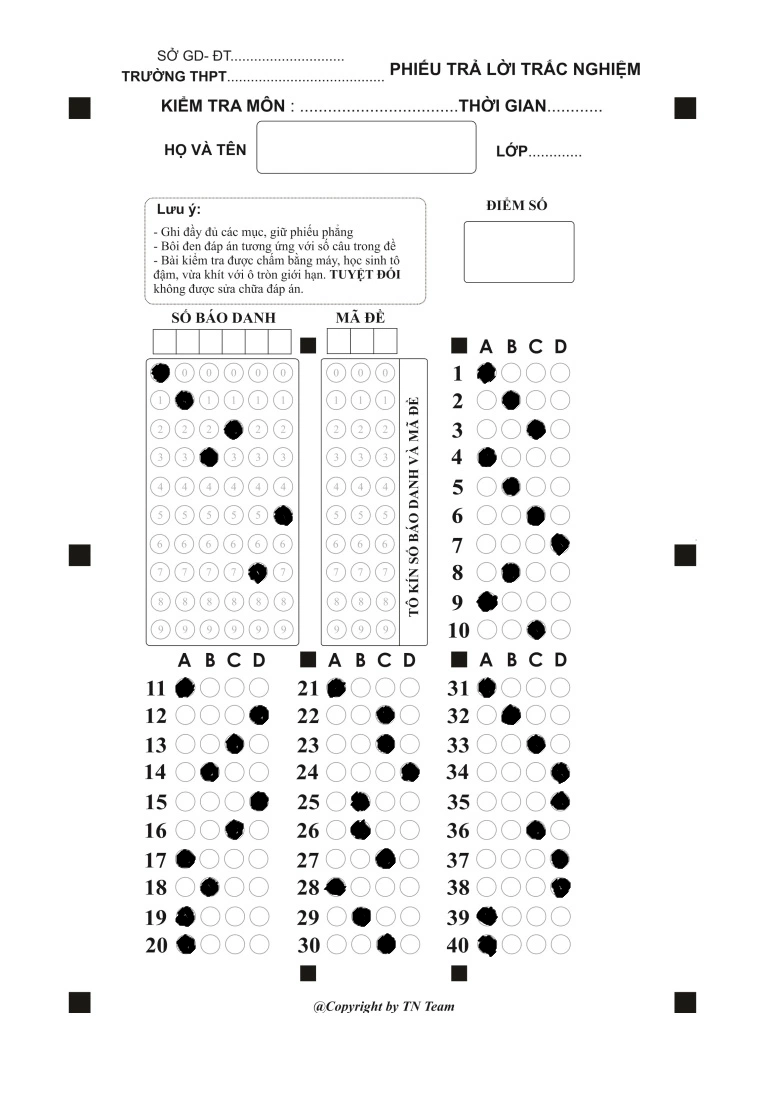 SỞ GD- ĐT.............................
TRƯỜNG THPT........................................
PHIẾU TRẢ LỜI TRẮC NGHIỆM
KIỂM TRA MÔN : ..................................THỜI GIAN............
HỌ VÀ TÊN
LỚP.............
Lưu ý:
- Ghi đầy đủ các mục, giữ phiếu phẳng
- Bôi đen đáp án tương ứng với số câu trong đề
- Bài kiểm tra được chấm bằng máy, học sinh tô
đậm, vừa khít với ô tròn giới hạn. TUYỆT ĐỐI
không được sửa chữa đáp án.
ĐIỂM SỐ
SỐ BÁO DANH
0 0 0 0 0
1 1 1 1 1
2 2 2 2 2
3 3 3 3 3
4 4 4 4 4 4
5 5 5 5 5
6 6 6 6 6 6
7 7 7 7 7
8 8 8 8 8 8
9 9 9 9 9 9
MÃ ĐỀ
0 0 0
1 1 1
2 2 2
3 3 3
4 4 4
5 5 5
6 6 6
7 7 7
8 8 8
9 9 9
TÔ KÍN SỐ BÁO DANH VÀ MÃ ĐỀ
A B C D
1
2
3
4
5
6
7
8
9
10
A B C D
11
12
13
14
15
16
17
18
19
20
A B C D
21
22
23
24
25
26
27
28
29
30
A B C D
31
32
33
34
35
36
37
38
39
40
@Copyright by TN Team